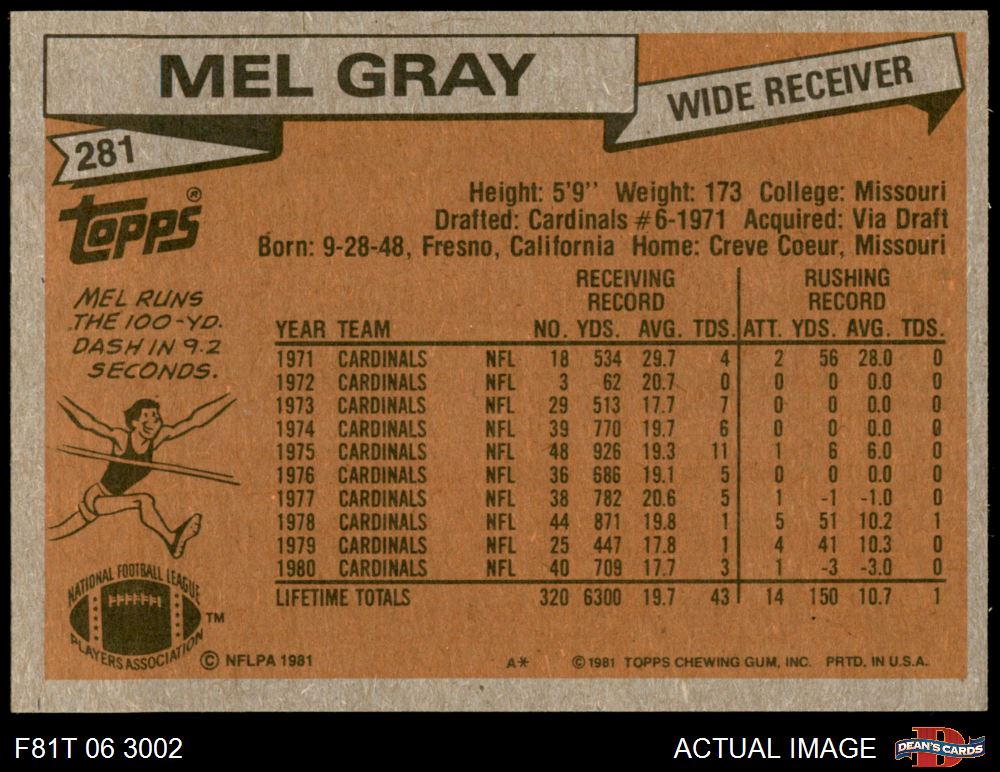 MEL GRAY
WIDE RECEIVER
281
TOPPS®
Height: 5'9'' Weight: 173 College: Missouri
Drafted: Cardinals #6-1971 Acquired: Via Draft
Born: 9-28-48, Fresno, California Home: Creve Coeur, Missouri
MEL RUNS
THE 100-YD.
DASH IN 9.2
SECONDS.
RECEIVING RUSHING
RECORD RECORD
YEAR TEAM NO. YDS. AVG. TDS. ATT. YDS. AVG. TDS.
1971 CARDINALS NFL 18 534 29.7 4 2 56 28.0 0
1972 CARDINALS NFL 3 62 20.7 0 0 0 0.0 0
1973 CARDINALS NFL 29 513 17.7 7 0 0 0.0 0
1974 CARDINALS NFL 39 770 19.7 6 0 0 0.0 0
1975 CARDINALS NFL 48 926 19.3 11 1 6 6.0 0
1976 CARDINALS NFL 36 686 19.1 5 0 0 0.0 0
1977 CARDINALS NFL 38 782 20.6 5 1 -1 -1.0 0
1978 CARDINALS NFL 44 871 19.8 1 5 51 10.2 1
1979 CARDINALS NFL 25 447 17.8 1 4 41 10.3 0
1980 CARDINALS NFL 40 709 17.7 3 1 -3 -3.0 0
LIFETIME TOTALS 320 6300 19.7 43 14 150 10.7 1
NATIONAL FOOTBALL LEAGUE
PLAYERS ASSOCIATION ™
© NFLPA 1981 A* © 1981 TOPPS CHEWING GUM, INC. PRTD. IN U.S.A.
F81T 06 3002 ACTUAL IMAGE D DEAN'S CARDS